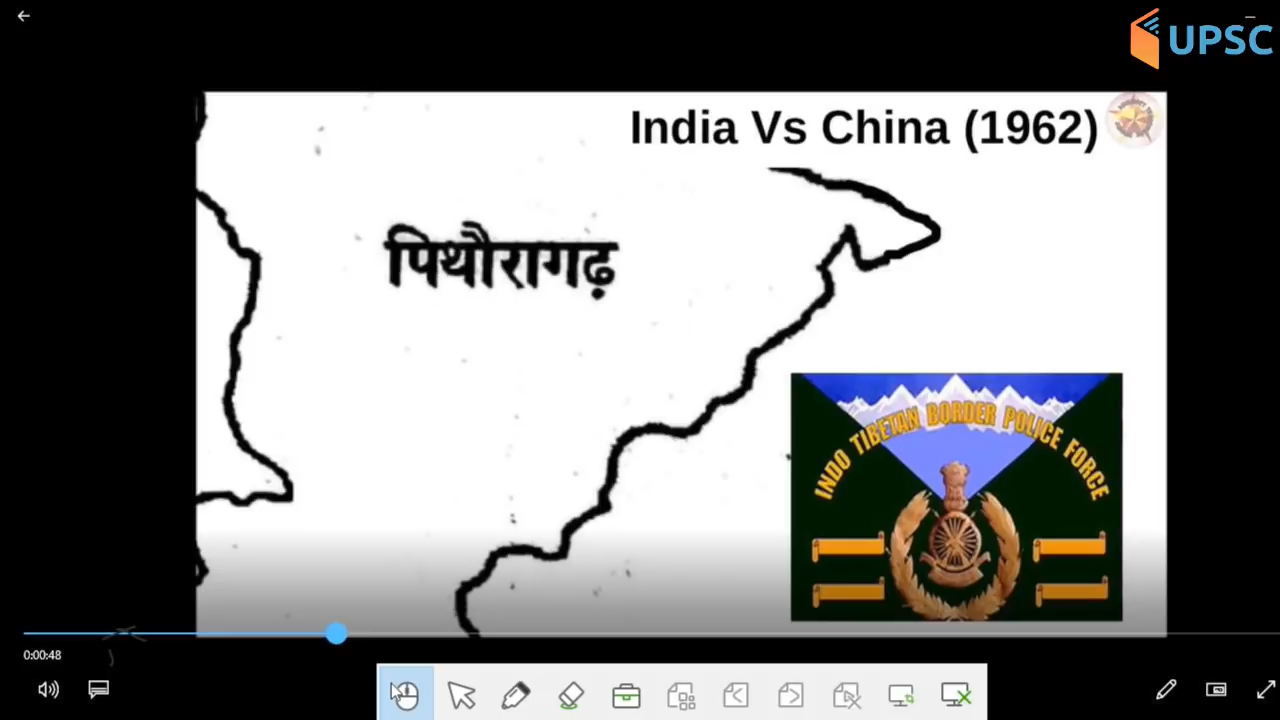 UPSC
India Vs China (1962)
पिथौरागढ़
INDO TIBETAN BORDER POLICE FORCE
0:00:48